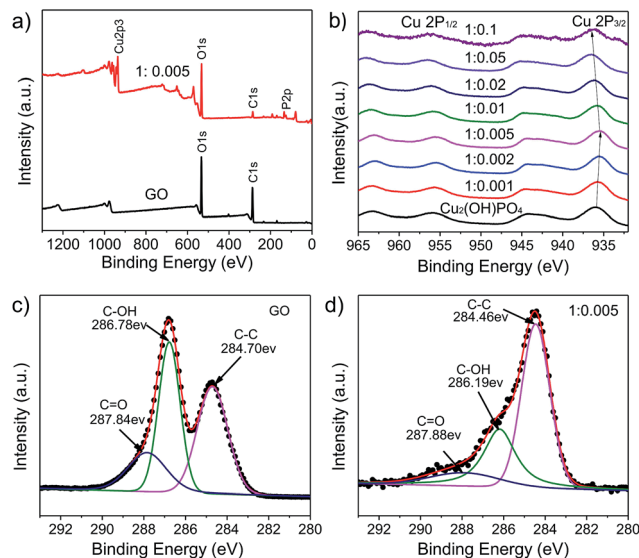 a)
Intensity (a.u.)
Cu2p3
1: 0.005
O1s
C1s
P2p
O1s
C1s
GO
1200 1000 800 600 400 200 0
Binding Energy (eV)
b)
Intensity(a.u.)
Cu 2P1/2
Cu 2P3/2
1:0.1
1:0.05
1:0.02
1:0.01
1:0.005
1:0.002
1:0.001
Cu2(OH)PO4
965 960 955 950 945 940 935
Binding Energy (eV)
c)
Intensity (a.u.)
GO
C-OH
286.78ev
C-C
284.70ev
C=O
287.84ev
292 290 288 286 284 282 280
Binding Energy (eV)
d)
Intensity (a.u.)
1:0.005
C-C
284.46ev
C-OH
286.19ev
C=O
287.88ev
292 290 288 286 284 282 280
Binding Energy (eV)